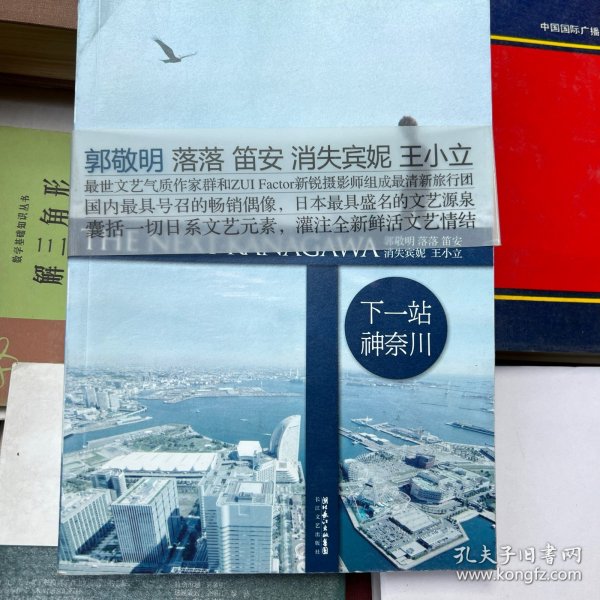 中国国际广播
数学基础知识丛书
解三角形
郭敬明 落落 笛安 消失宾妮 王小立
最世文艺气质作家群和ZUI Factor新锐摄影师组成最清新旅行团
国内最具号召的畅销偶像，日本最具盛名的文艺源泉
囊括一切日系文艺元素，灌注全新鲜活文艺情结
THE NEXT KANAGAWA
郭敬明 落落 笛安
消失宾妮 王小立
下一站
神奈川
长江文艺出版社
孔夫子旧书网
www.kongfz.com